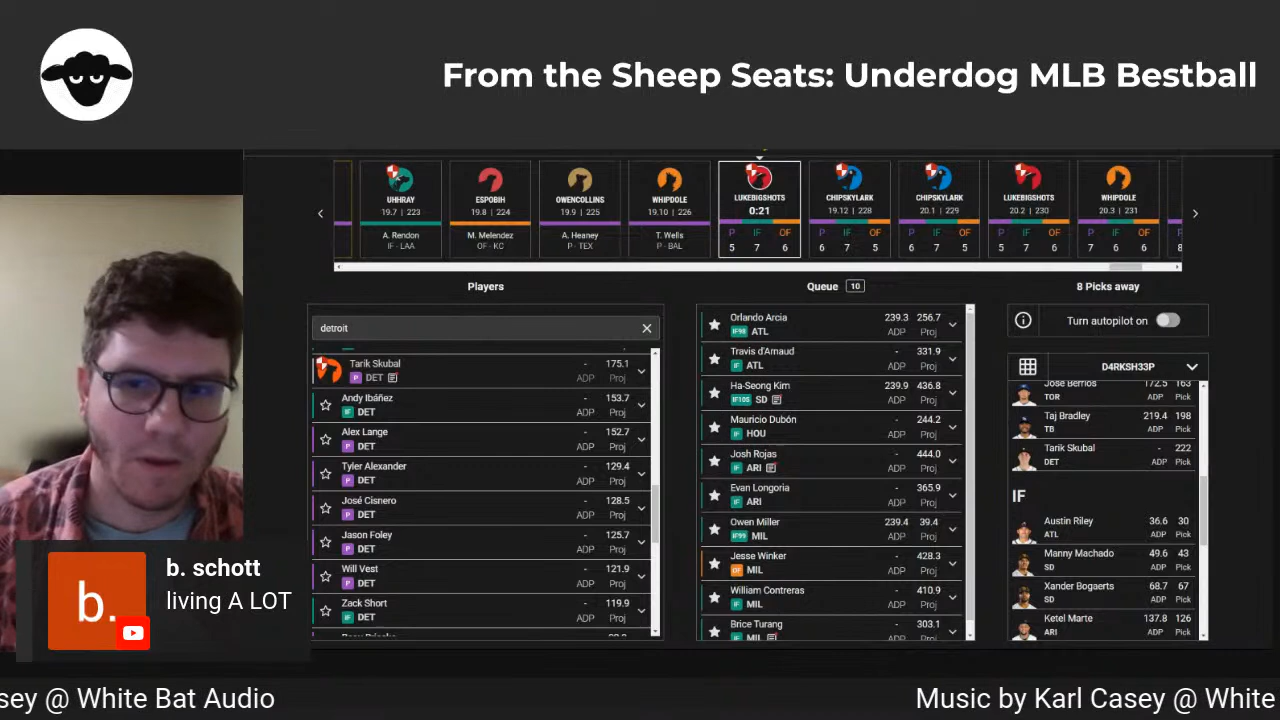 From the Sheep Seats: Underdog MLB Bestball
UHHRAY
19.7 | 223
A. Rendon
IF - LAA
ESPOBIH
19.8 | 224
M. Melendez
OF - KC
OWENCOLLINS
19.9 | 225
A. Heaney
P - TEX
WHIPDOLE
19.10 | 226
T. Wells
P - BAL
LUKEBIGSHOTS
0:21
P IF OF
5 7 6
CHIPSKYLARK
19.12 | 228
P IF OF
6 7 5
CHIPSKYLARK
20.1 | 229
P IF OF
6 7 5
LUKEBIGSHOTS
20.2 | 230
P IF OF
5 7 6
WHIPDOLE
20.3 | 231
P IF OF
7 6 6
8
Players
detroit
Tarik Skubal - 175.1
P DET ADP Proj
Andy Ibáñez - 153.7
IF DET ADP Proj
Alex Lange - 152.7
P DET ADP Proj
Tyler Alexander - 129.4
P DET ADP Proj
José Cisnero - 128.5
P DET ADP Proj
Jason Foley - 125.7
P DET ADP Proj
Will Vest - 121.9
P DET ADP Proj
Zack Short - 119.9
IF DET ADP Proj
Queue 10
Orlando Arcia 239.3 256.7
IF98 ATL ADP Proj
Travis d'Arnaud - 331.9
IF ATL ADP Proj
Ha-Seong Kim 239.9 436.8
IF105 SD ADP Proj
Mauricio Dubón - 244.2
IF HOU ADP Proj
Josh Rojas - 444.0
IF ARI ADP Proj
Evan Longoria - 365.9
IF ARI ADP Proj
Owen Miller 239.4 39.4
IF99 MIL ADP Proj
Jesse Winker - 428.3
OF MIL ADP Proj
William Contreras - 410.9
IF MIL ADP Proj
Brice Turang - 303.1
IF MIL ADP Proj
8 Picks away
Turn autopilot on
D4RKSH33P
José Berríos 172.5 163
TOR ADP Pick
Taj Bradley 219.4 198
TB ADP Pick
Tarik Skubal - 222
DET ADP Pick
IF
Austin Riley 36.6 30
ATL ADP Pick
Manny Machado 49.6 43
SD ADP Pick
Xander Bogaerts 68.7 67
SD ADP Pick
Ketel Marte 137.8 126
ARI ADP Pick
b.
b. schott
living A LOT
sey @ White Bat Audio
Music by Karl Casey @ White